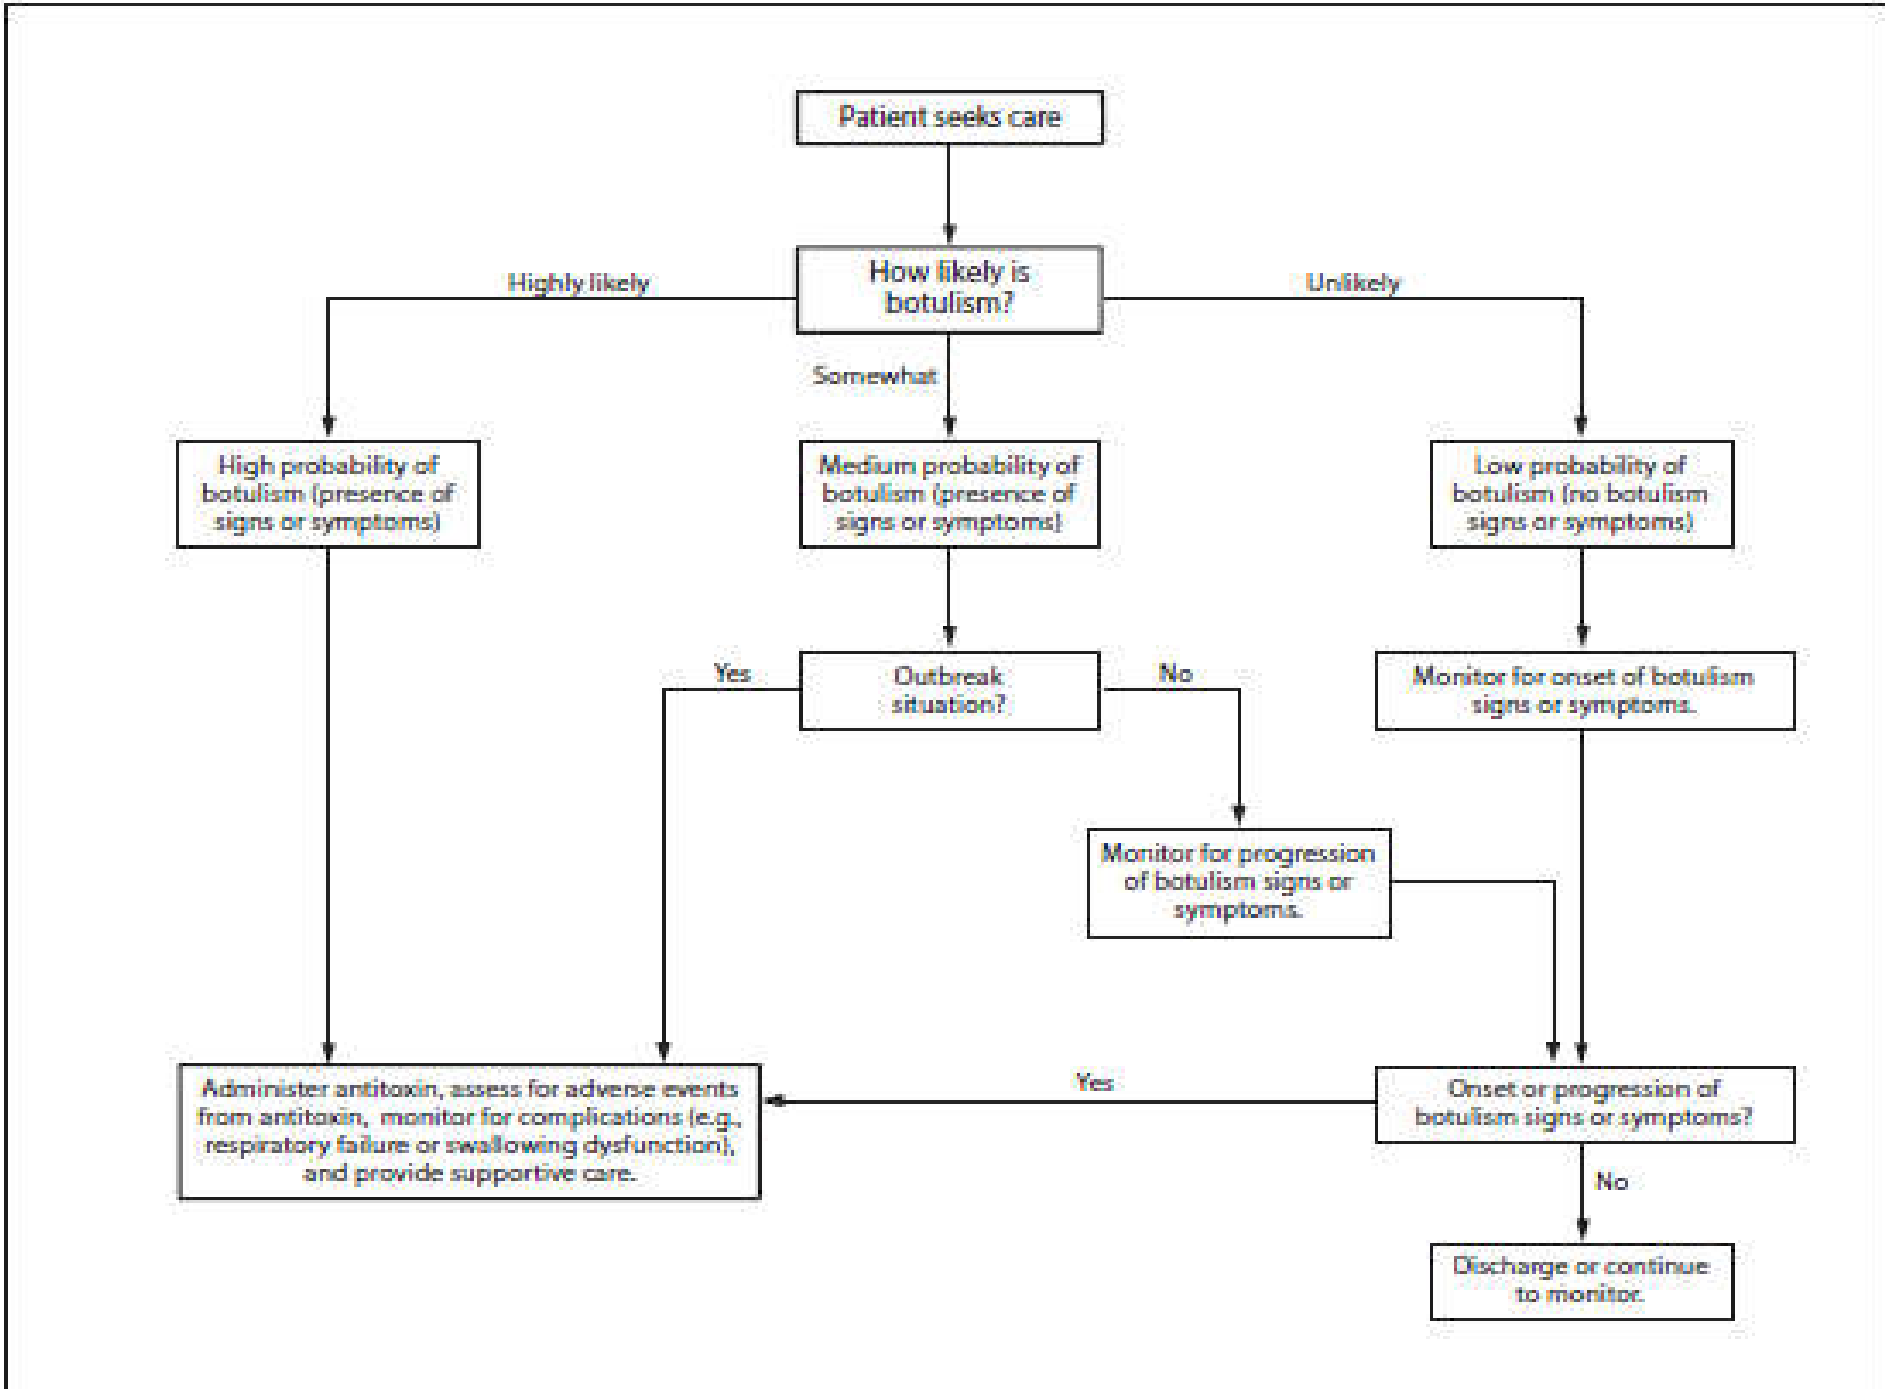 Patient seeks care
How likely is
botulism?
Highly likely
Unlikely
Somewhat
High probability of
botulism (presence of
signs or symptoms)
Medium probability of
botulism (presence of
signs or symptoms)
Low probability of
botulism (no botulism
signs or symptoms)
Yes
Outbreak
situation?
No
Monitor for onset of botulism
signs or symptoms.
Monitor for progression
of botulism signs or
symptoms.
Administer antitoxin, assess for adverse events
from antitoxin, monitor for complications (e.g.,
respiratory failure or swallowing dysfunction),
and provide supportive care.
Yes
Onset or progression of
botulism signs or symptoms?
No
Discharge or continue
to monitor.